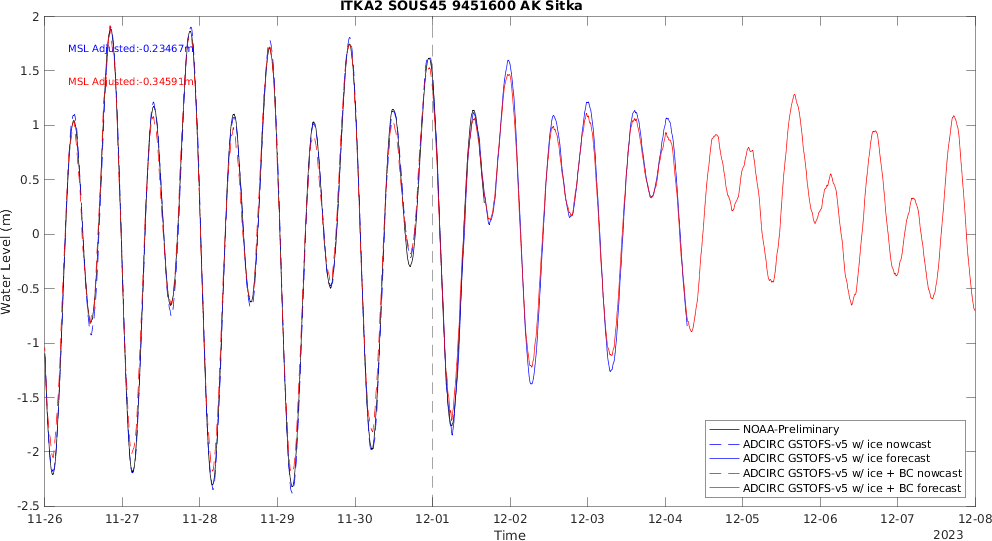 ITKA2 SOUS45 9451600 AK Sitka
MSL Adjusted:-0.23467m
MSL Adjusted:-0.34591m
Water Level (m)
2
1.5
1
0.5
0
-0.5
-1
-1.5
-2
-2.5
NOAA-Preliminary
ADCIRC GSTOFS-v5 w/ ice nowcast
ADCIRC GSTOFS-v5 w/ ice forecast
ADCIRC GSTOFS-v5 w/ ice + BC nowcast
ADCIRC GSTOFS-v5 w/ ice + BC forecast
11-26 11-27 11-28 11-29 11-30 12-01 12-02 12-03 12-04 12-05 12-06 12-07 12-08
Time
2023